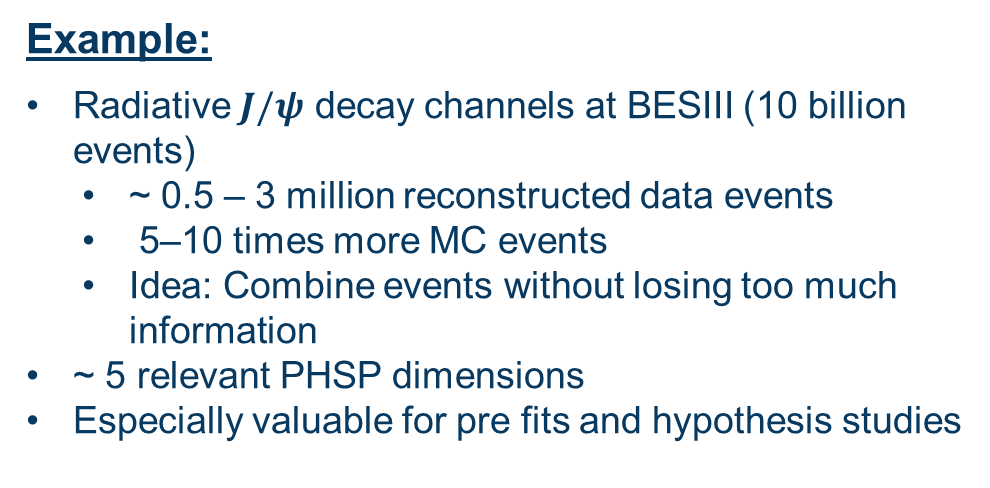 Example:
• Radiative J/ψ decay channels at BESIII (10 billion
events)
• ~ 0.5 – 3 million reconstructed data events
• 5–10 times more MC events
• Idea: Combine events without losing too much
information
• ~ 5 relevant PHSP dimensions
• Especially valuable for pre fits and hypothesis studies